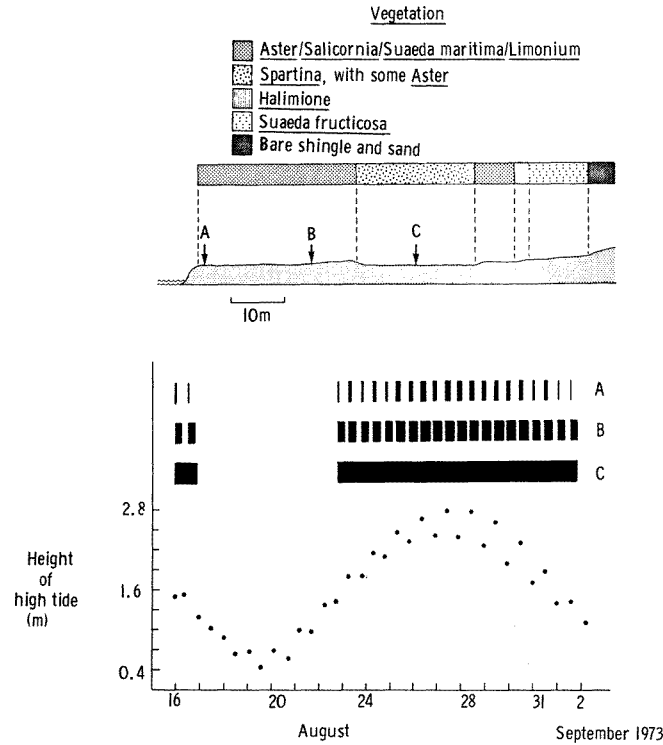 Vegetation
Aster/Salicornia/Suaeda maritima/Limonium
Spartina, with some Aster
Halimione
Suaeda fructicosa
Bare shingle and sand
A
B
C
10m
A
B
C
2.8
Height
of
high tide
(m)
1.6
0.4
16
20
24
28
31
2
August
September 1973